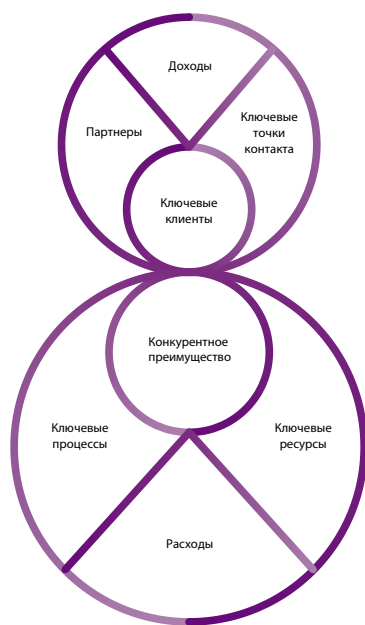 Доходы
Партнеры
Ключевые
точки
контакта
Ключевые
клиенты
Конкурентное
преимущество
Ключевые
процессы
Ключевые
ресурсы
Расходы